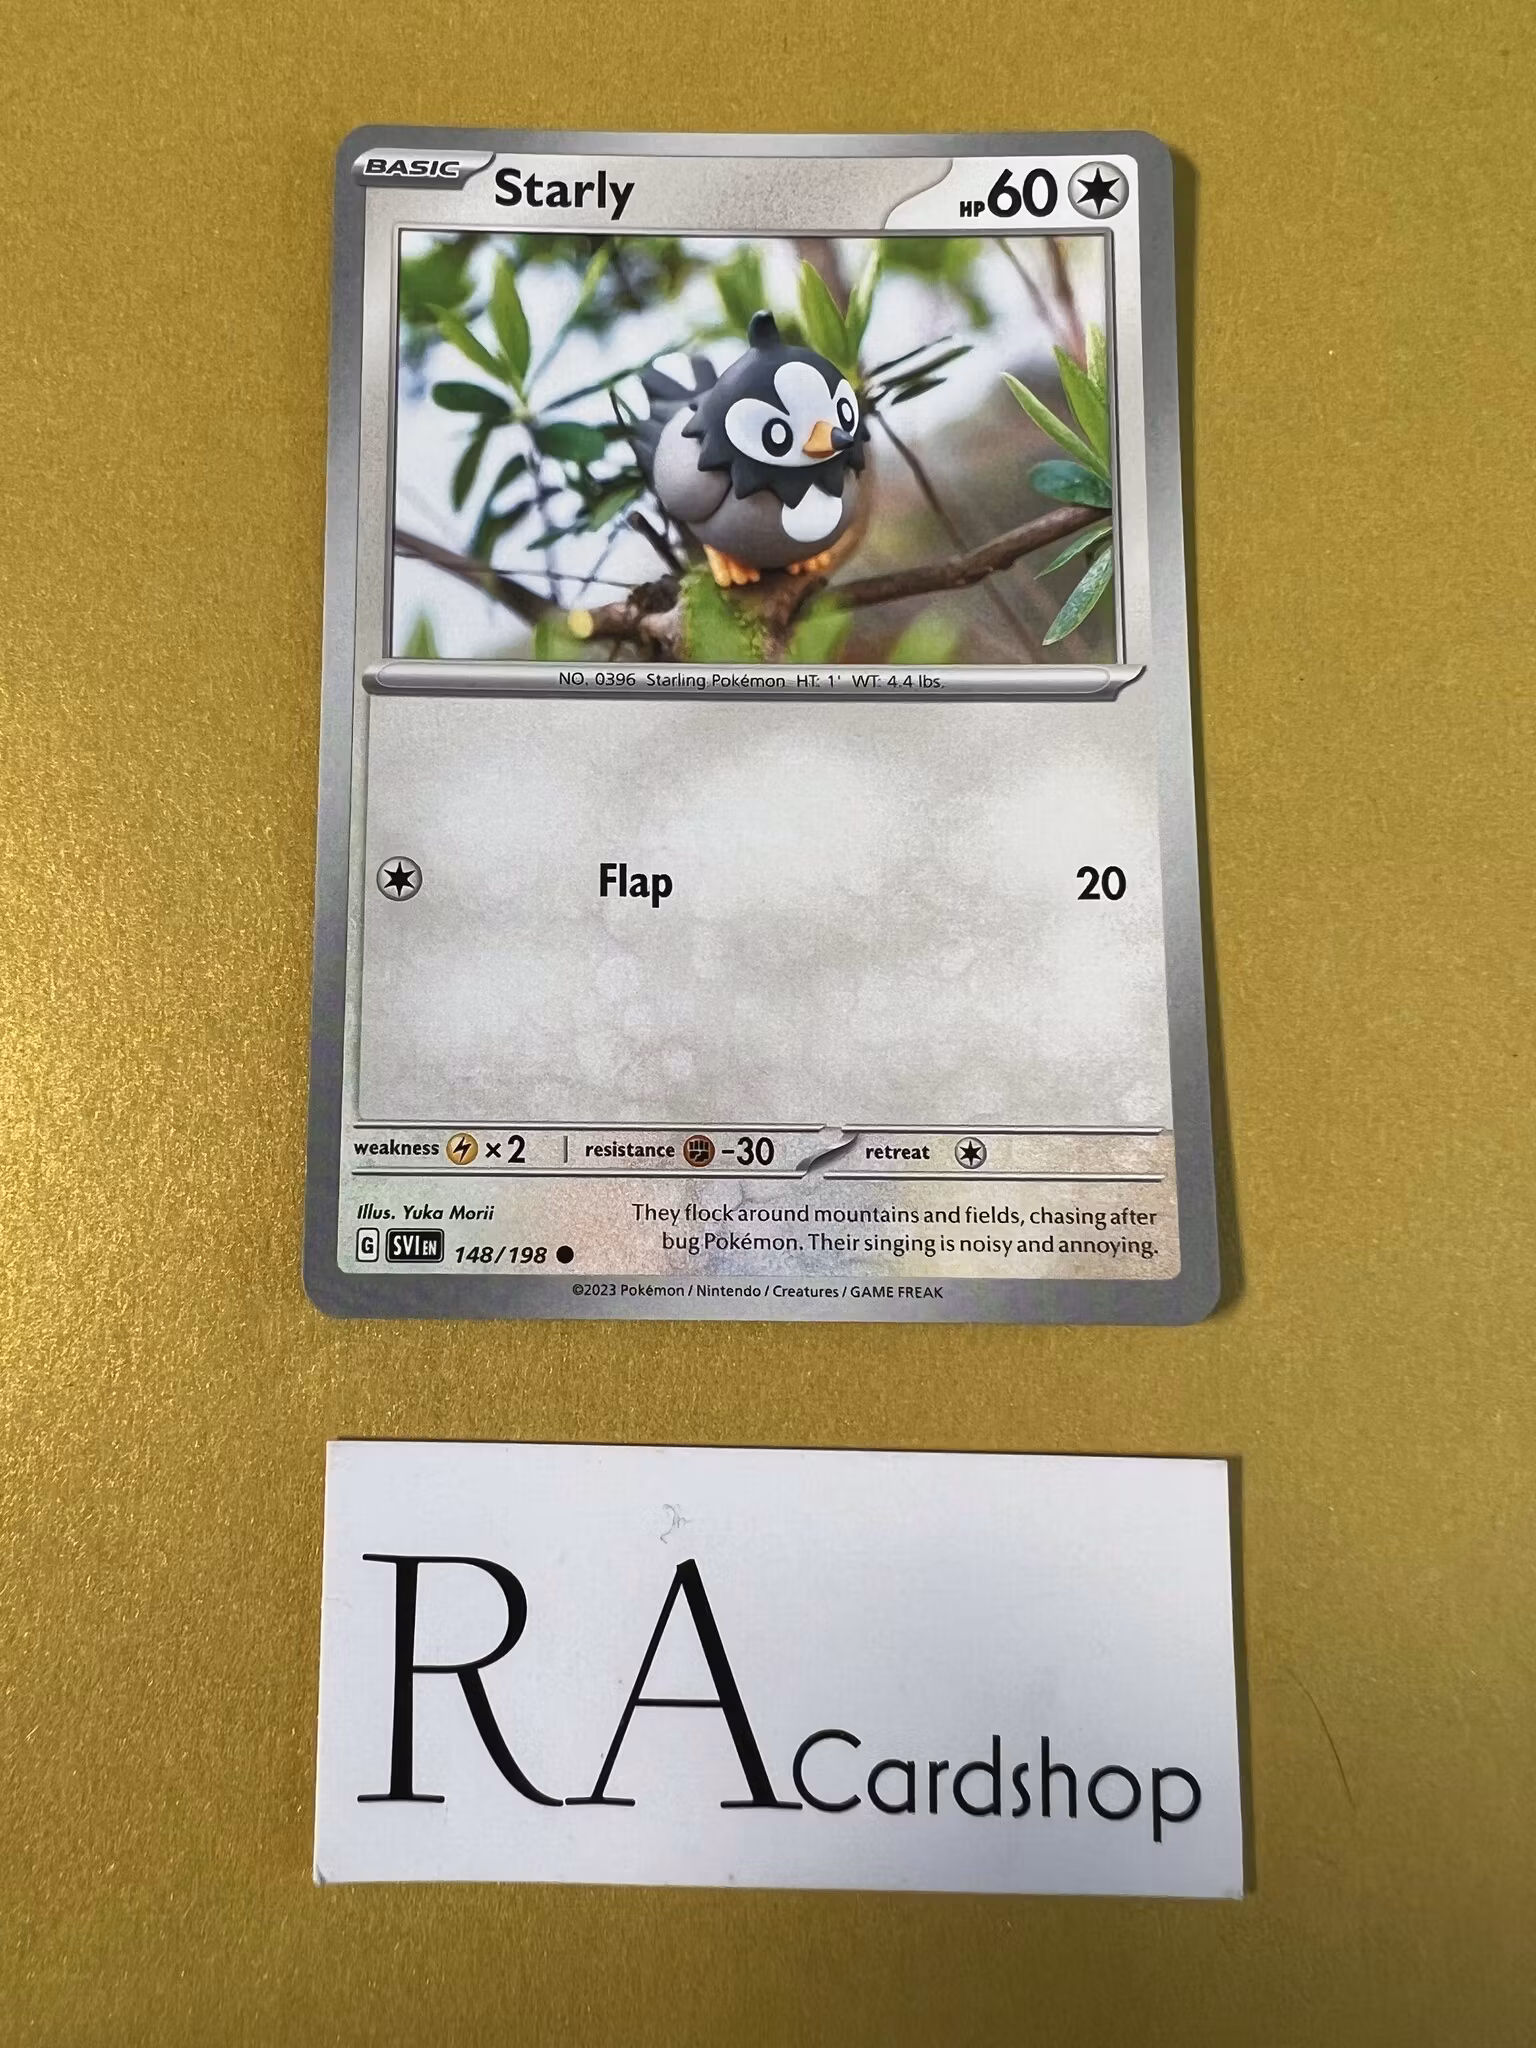 BASIC Starly HP 60
NO. 0396 Starling Pokémon HT: 1' WT: 4.4 lbs.
Flap 20
weakness ×2 resistance -30 retreat
Illus. Yuka Morii
They flock around mountains and fields, chasing after
bug Pokémon. Their singing is noisy and annoying.
G SVI EN 148/198
©2023 Pokémon / Nintendo / Creatures / GAME FREAK
RA Cardshop